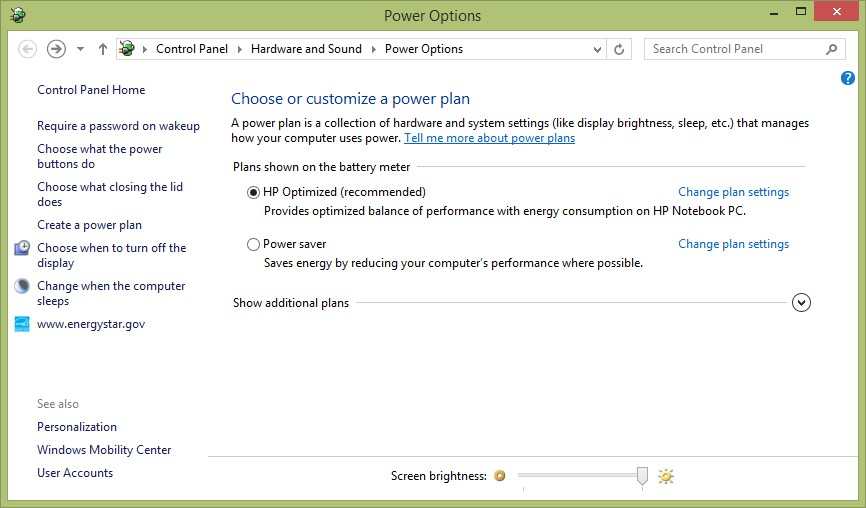 Power Options
Control Panel Hardware and Sound Power Options
Search Control Panel
?
Control Panel Home
Require a password on wakeup
Choose what the power
buttons do
Choose what closing the lid
does
Create a power plan
Choose when to turn off the
display
Change when the computer
sleeps
www.energystar.gov
See also
Personalization
Windows Mobility Center
User Accounts
Choose or customize a power plan
A power plan is a collection of hardware and system settings (like display brightness, sleep, etc.) that manages
how your computer uses power. Tell me more about power plans
Plans shown on the battery meter
HP Optimized (recommended) Change plan settings
Provides optimized balance of performance with energy consumption on HP Notebook PC.
Power saver Change plan settings
Saves energy by reducing your computer's performance where possible.
Show additional plans
Screen brightness: